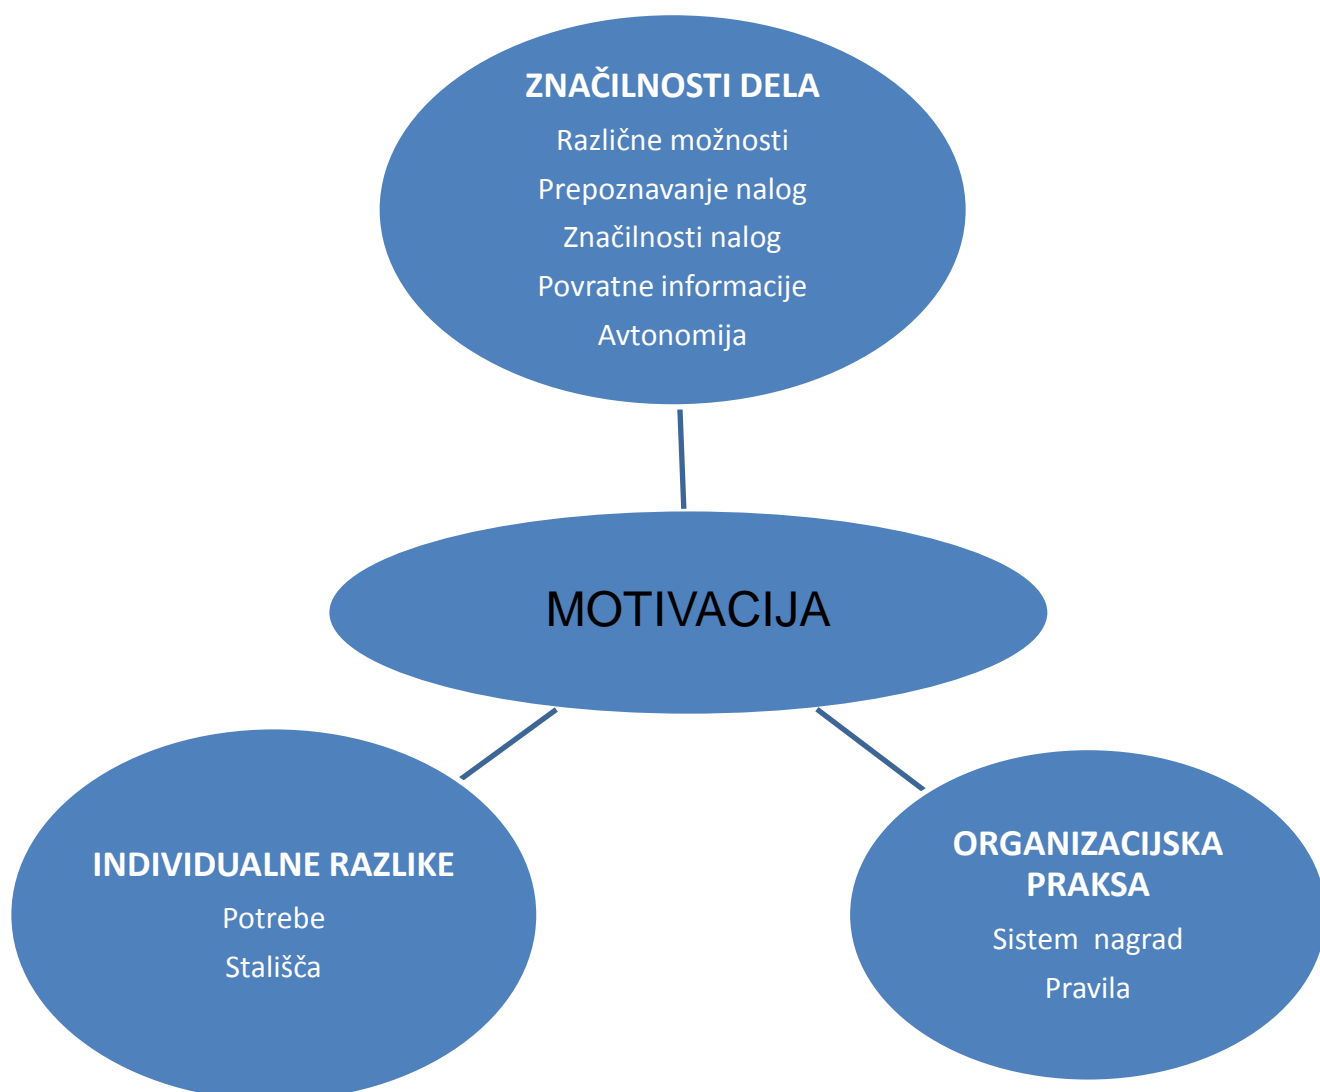 ZNAČILNOSTI DELA
Različne možnosti
Prepoznavanje nalog
Značilnosti nalog
Povratne informacije
Avtonomija
MOTIVACIJA
INDIVIDUALNE RAZLIKE
Potrebe
Stališča
ORGANIZACIJSKA
PRAKSA
Sistem  nagrad
Pravila